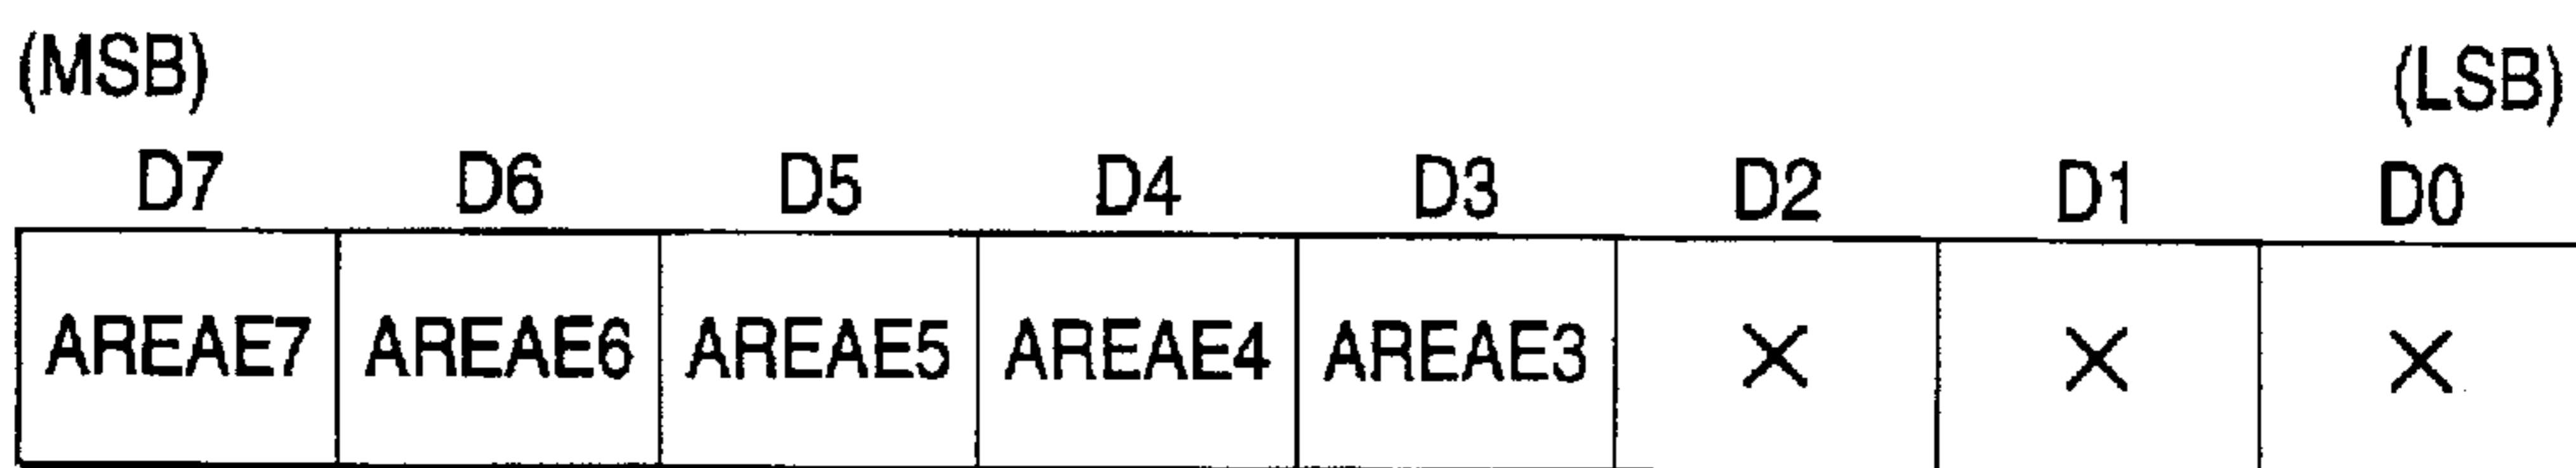 (MSB) (LSB)
D7 D6 D5 D4 D3 D2 D1 D0
AREAE7 AREAE6 AREAE5 AREAE4 AREAE3 × × ×